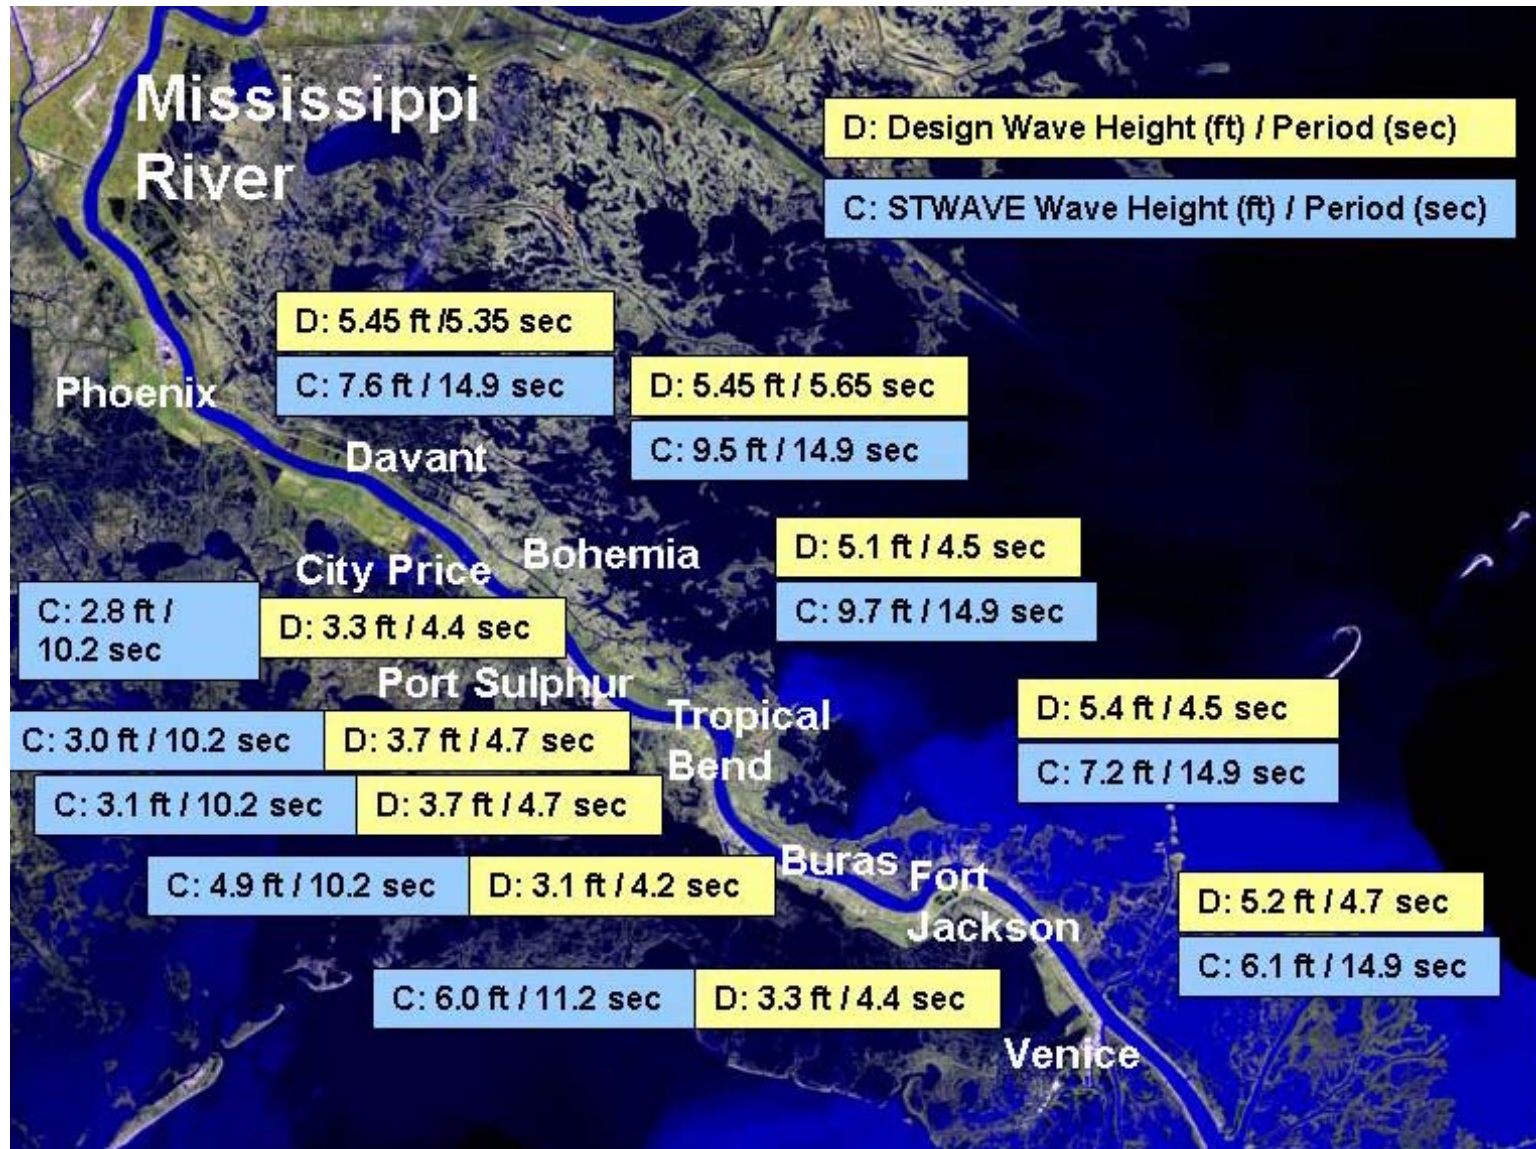 Mississippi
River
D: Design Wave Height (ft) / Period (sec)
C: STWAVE Wave Height (ft) / Period (sec)
D: 5.45 ft /5.35 sec
C: 7.6 ft / 14.9 sec
Phoenix
D: 5.45 ft / 5.65 sec
C: 9.5 ft / 14.9 sec
Davant
Bohemia
D: 5.1 ft / 4.5 sec
C: 9.7 ft / 14.9 sec
City Price
C: 2.8 ft /
10.2 sec
D: 3.3 ft / 4.4 sec
Port Sulphur
Tropical
Bend
D: 5.4 ft / 4.5 sec
C: 7.2 ft / 14.9 sec
C: 3.0 ft / 10.2 sec
D: 3.7 ft / 4.7 sec
C: 3.1 ft / 10.2 sec
D: 3.7 ft / 4.7 sec
Buras
Fort
Jackson
C: 4.9 ft / 10.2 sec
D: 3.1 ft / 4.2 sec
D: 5.2 ft / 4.7 sec
C: 6.1 ft / 14.9 sec
C: 6.0 ft / 11.2 sec
D: 3.3 ft / 4.4 sec
Venice